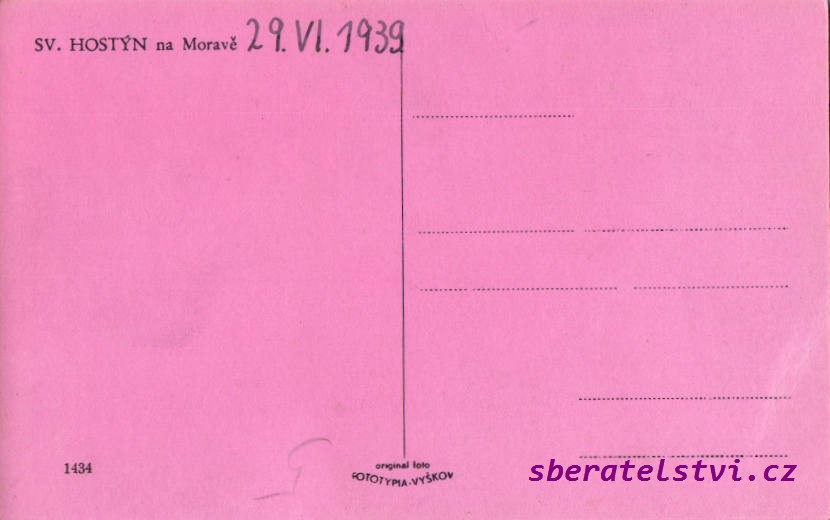 SV. HOSTÝN na Moravě 29. VI. 1939
1434
original foto
FOTOTYPIA-VYŠKOV
sberatelstvi.cz